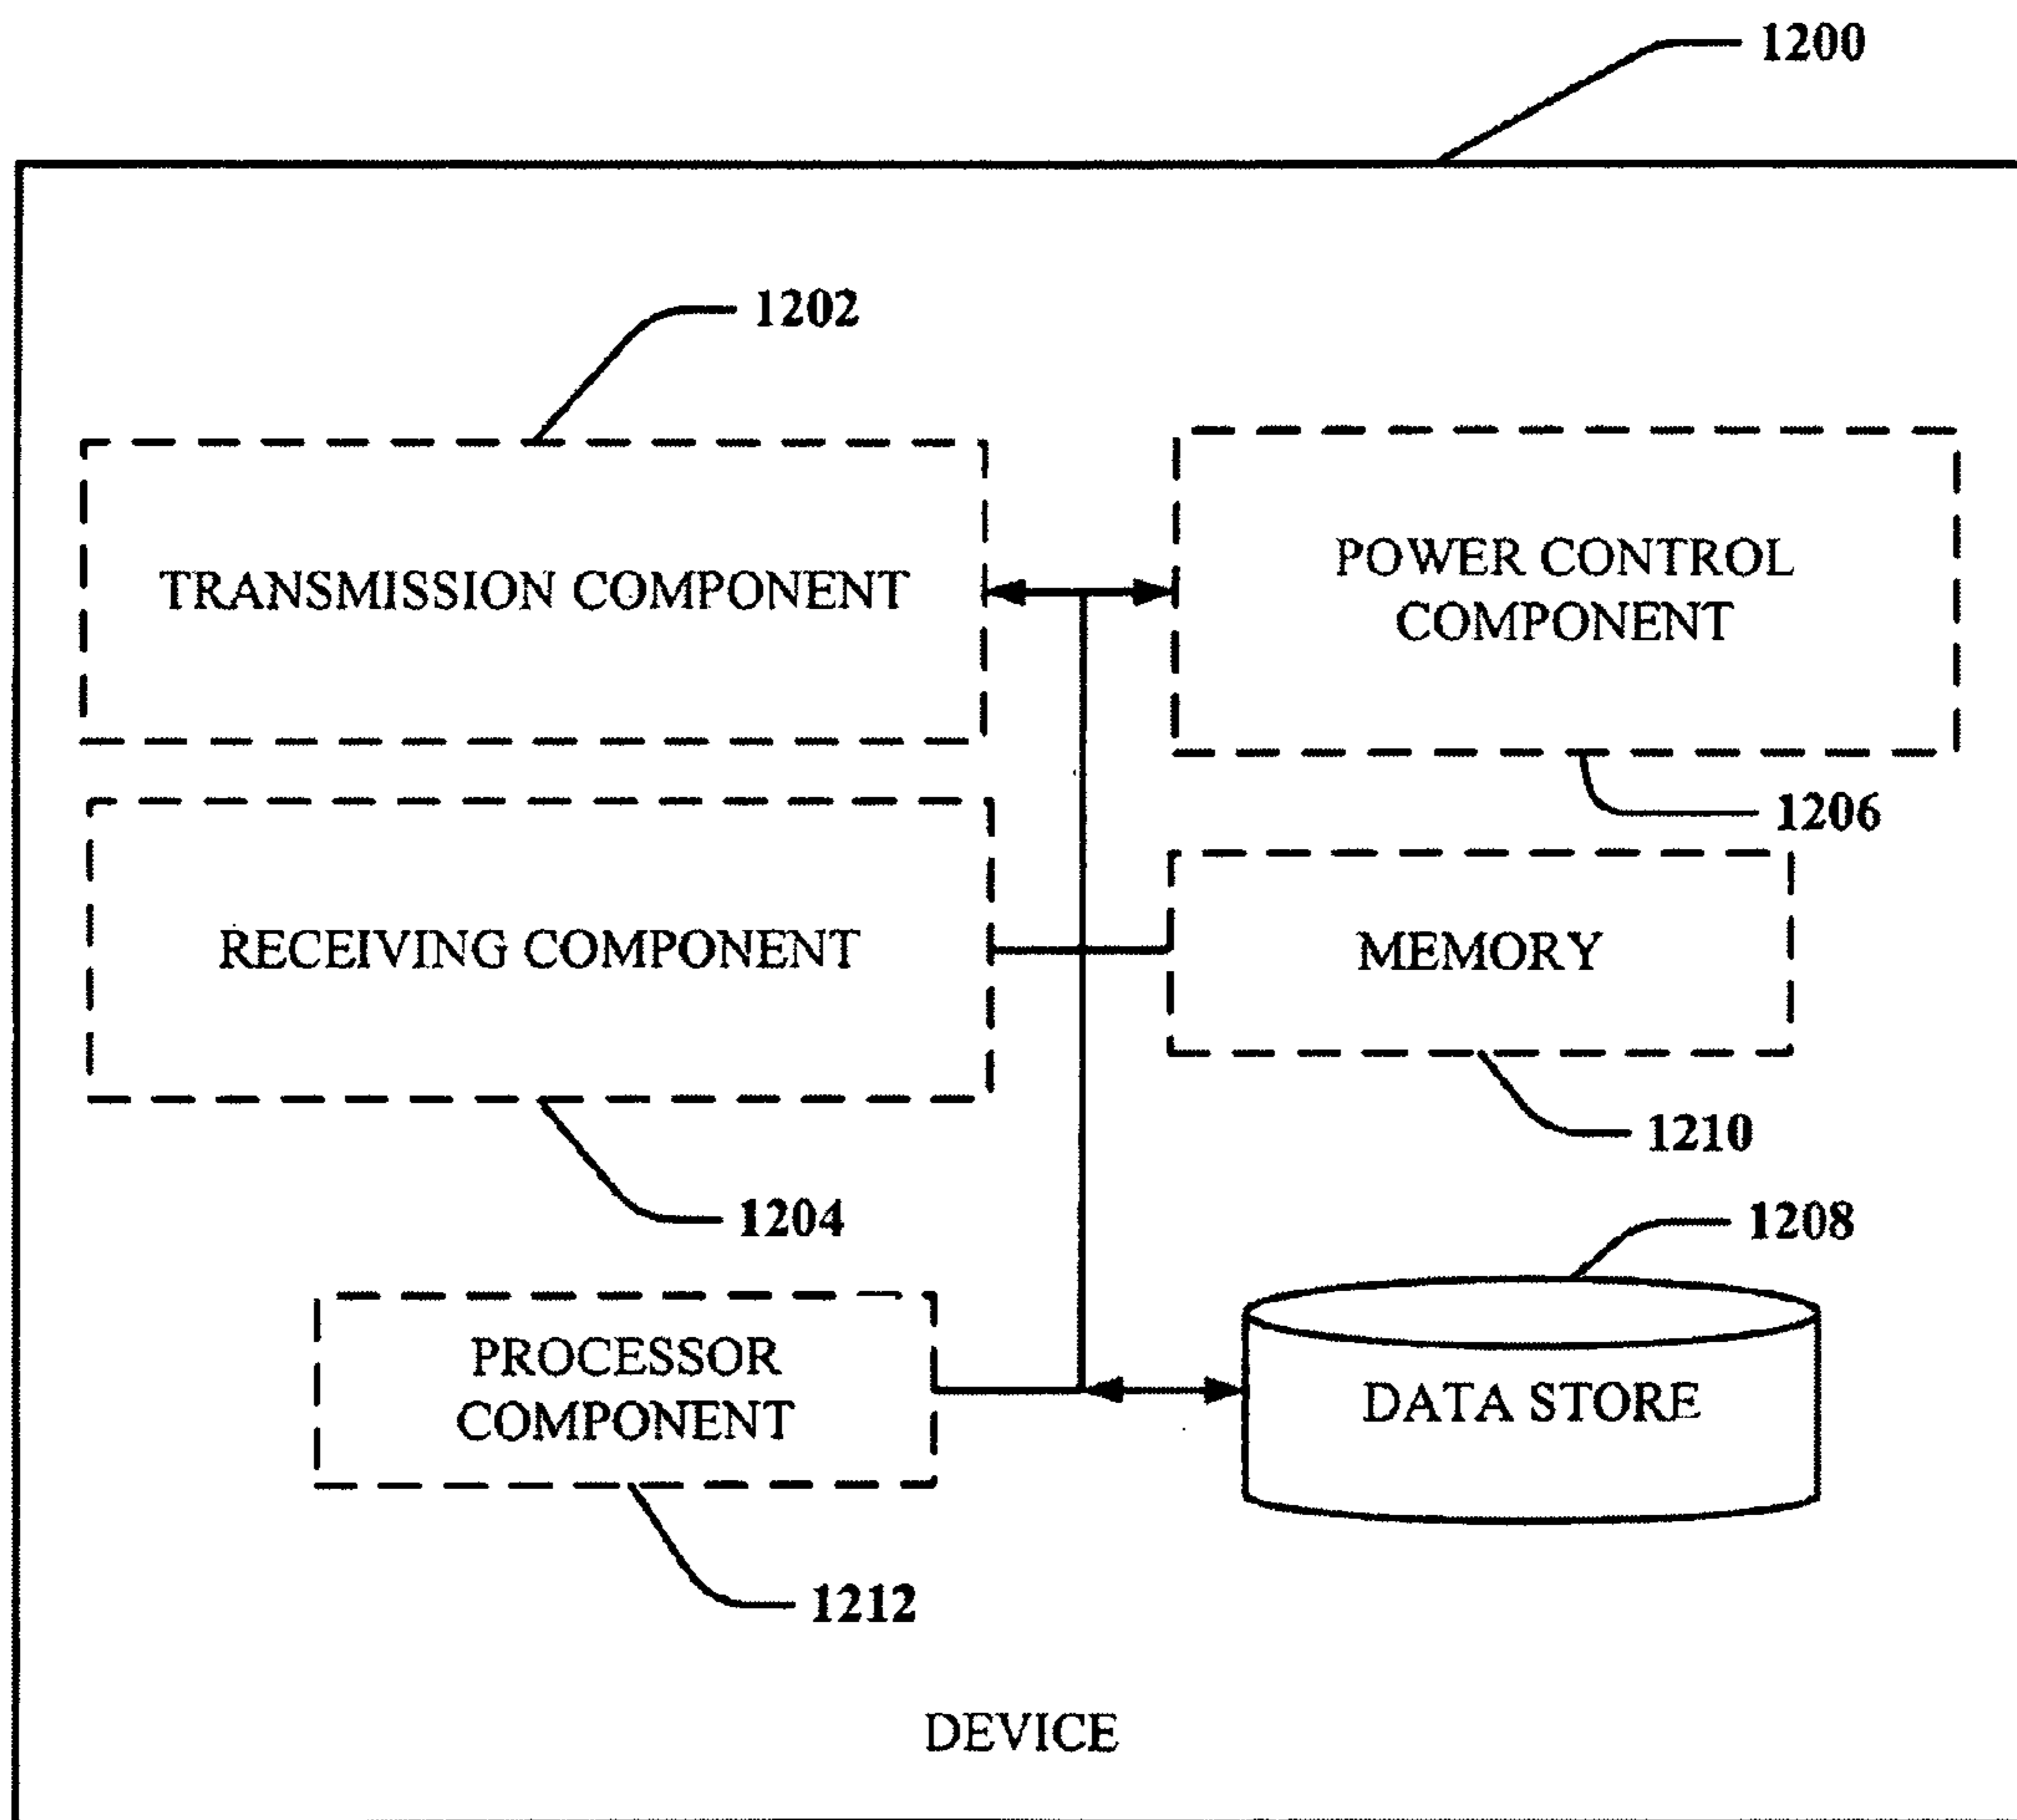 1200
1202
TRANSMISSION COMPONENT
POWER CONTROL
COMPONENT
1206
RECEIVING COMPONENT
MEMORY
1210
1204
1208
PROCESSOR
COMPONENT
DATA STORE
1212
DEVICE